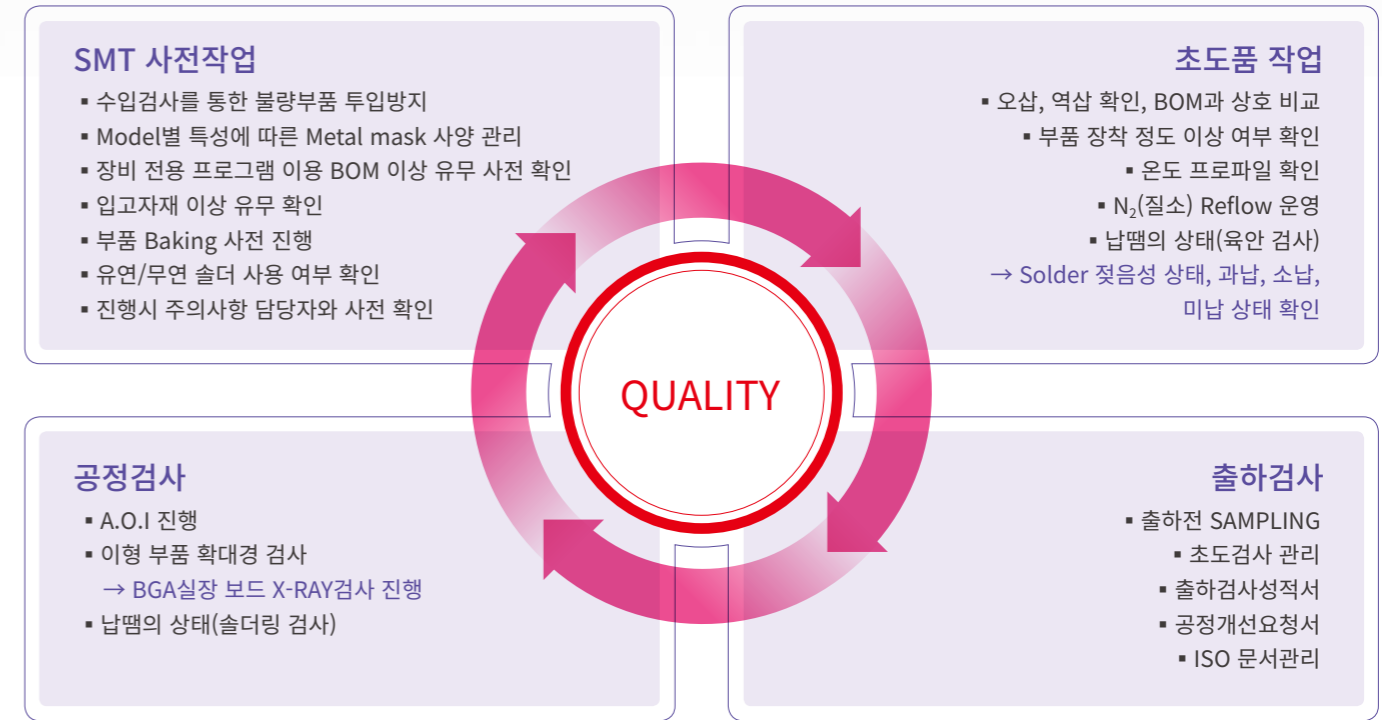 SMT 사전작업
▪ 수입검사를 통한 불량부품 투입방지
▪ Model별 특성에 따른 Metal mask 사양 관리
▪ 장비 전용 프로그램 이용 BOM 이상 유무 사전 확인
▪ 입고자재 이상 유무 확인
▪ 부품 Baking 사전 진행
▪ 유연/무연 솔더 사용 여부 확인
▪ 진행시 주의사항 담당자와 사전 확인
초도품 작업
▪ 오삽, 역삽 확인, BOM과 상호 비교
▪ 부품 장착 정도 이상 여부 확인
▪ 온도 프로파일 확인
▪ N₂(질소) Reflow 운영
▪ 납땜의 상태(육안 검사)
→ Solder 젖음성 상태, 과납, 소납,
미납 상태 확인
QUALITY
공정검사
▪ A.O.I 진행
▪ 이형 부품 확대경 검사
→ BGA실장 보드 X-RAY검사 진행
▪ 납땜의 상태(솔더링 검사)
출하검사
▪ 출하전 SAMPLING
▪ 초도검사 관리
▪ 출하검사성적서
▪ 공정개선요청서
▪ ISO 문서관리